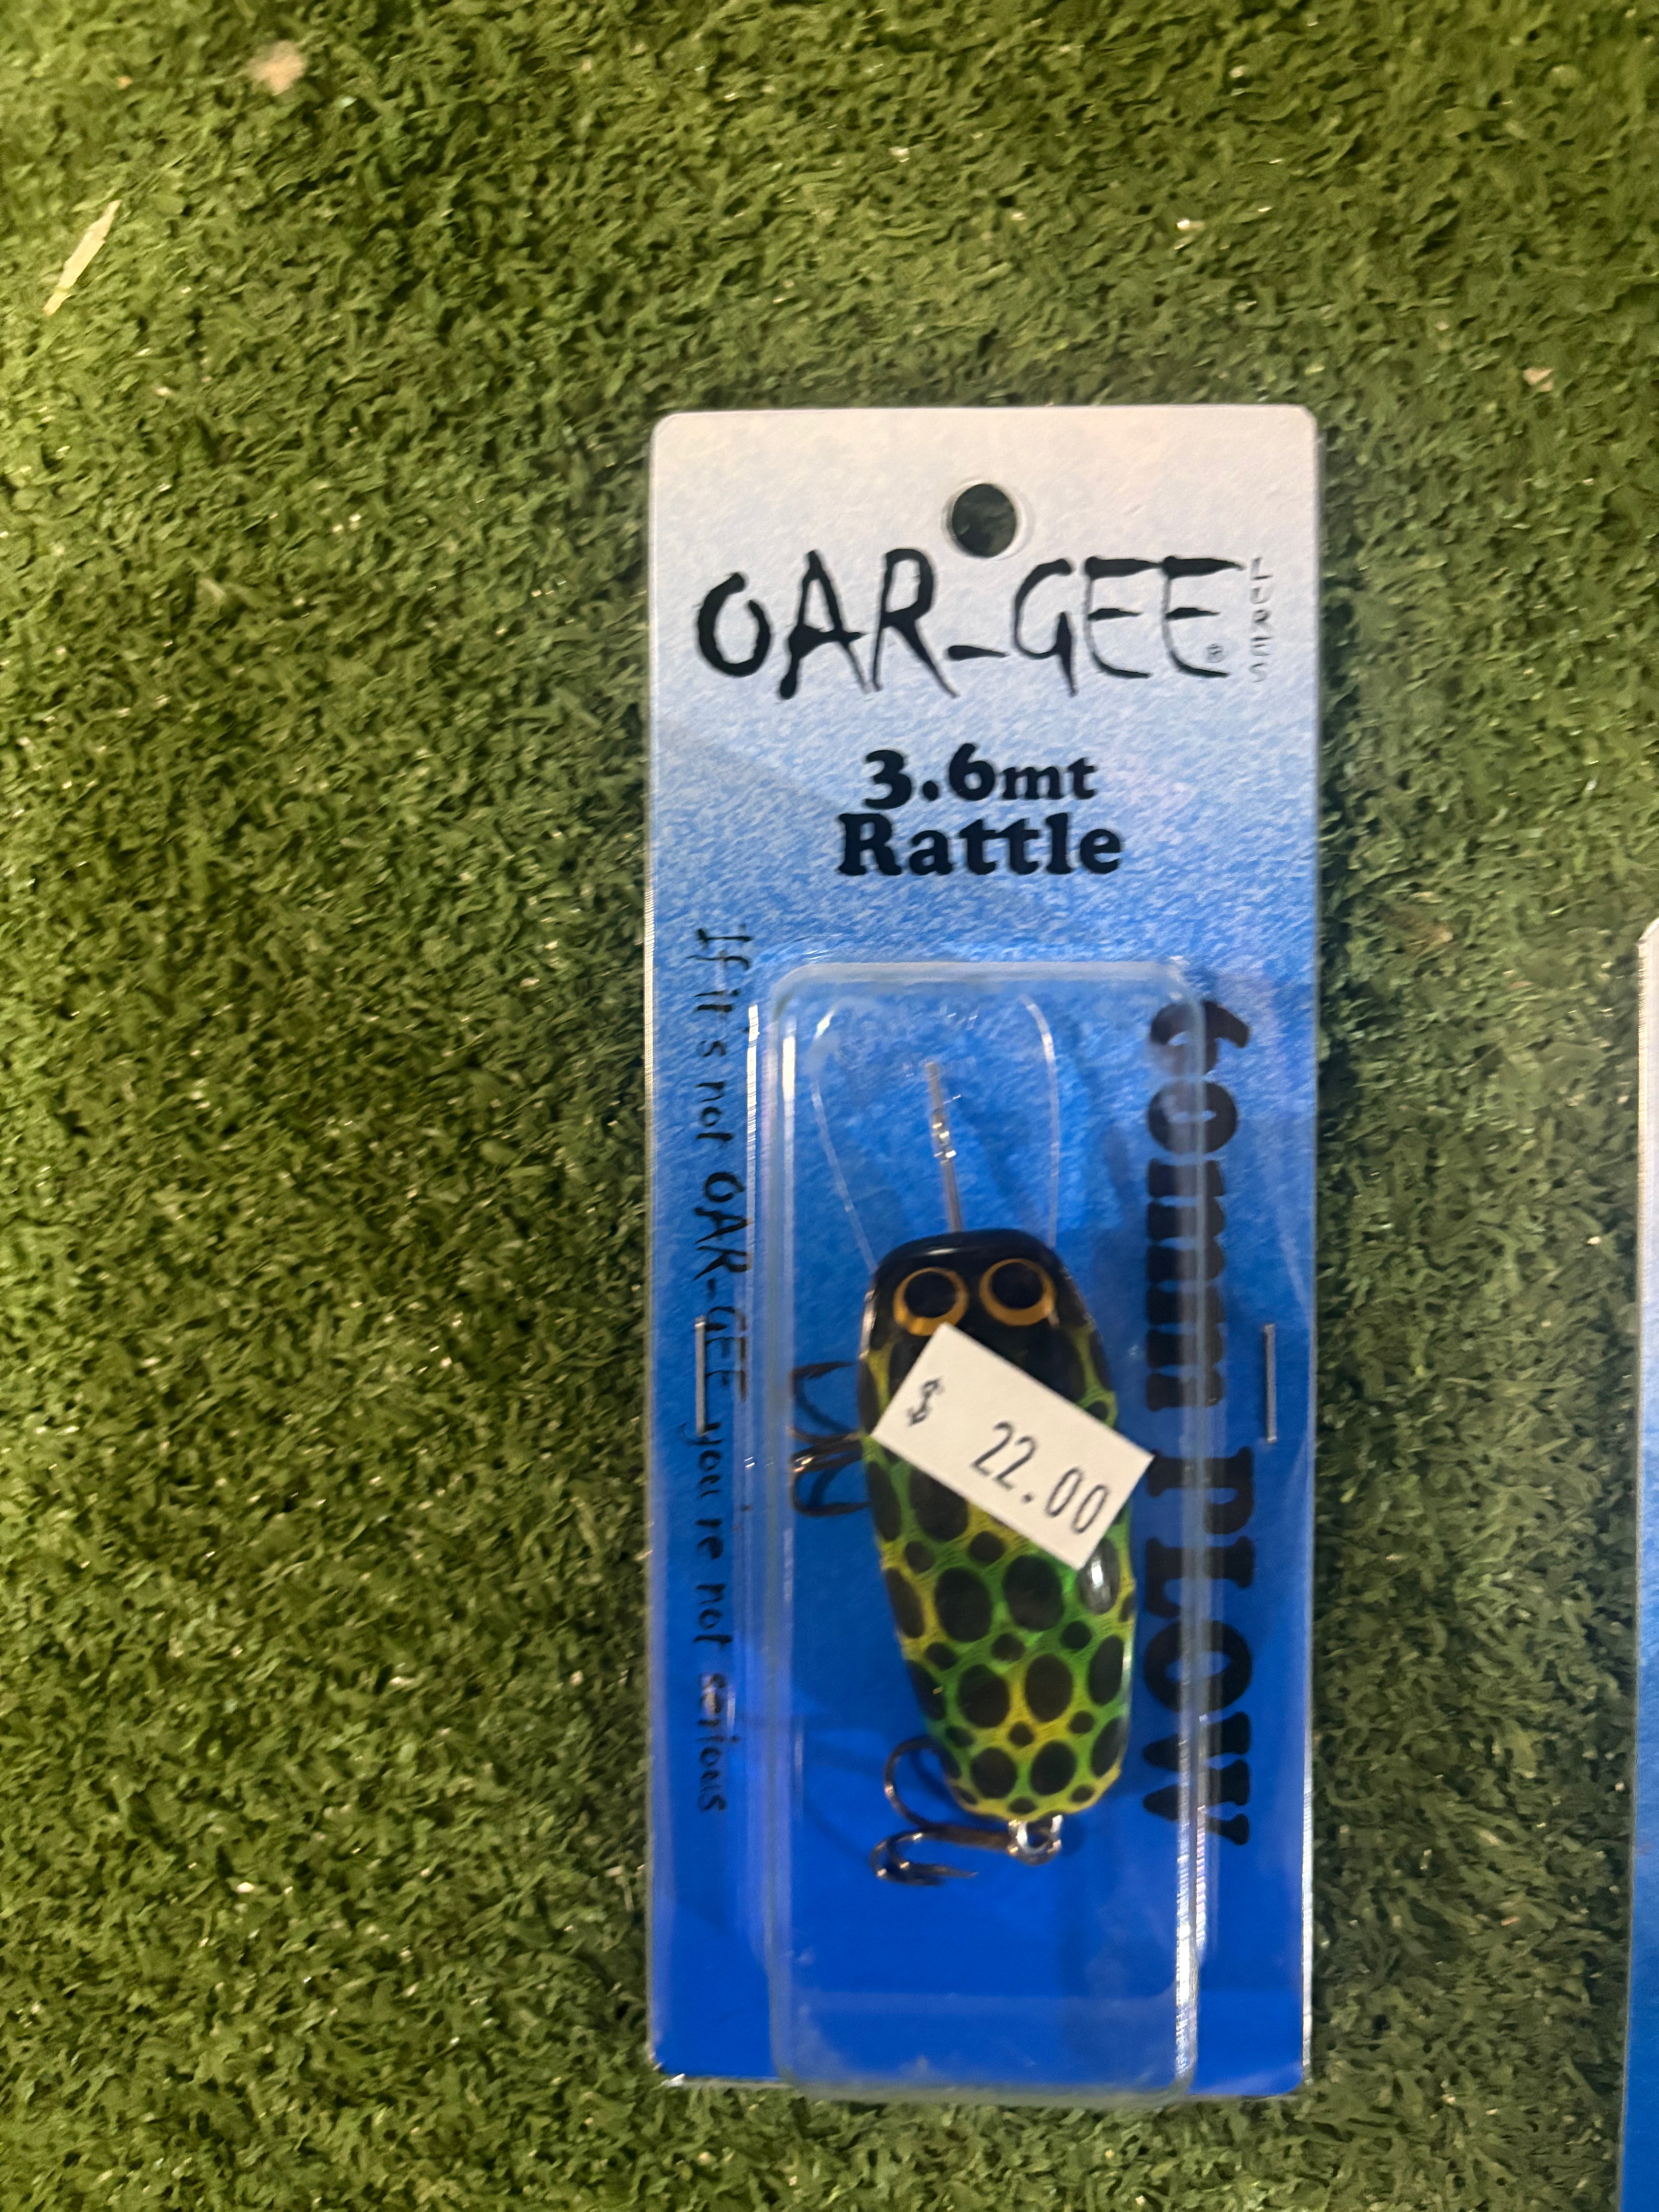 OAR-GEE®
LURES
3.6mt
Rattle
If it's not OAR-GEE you're not serious
60mm PLOW
$ 22.00